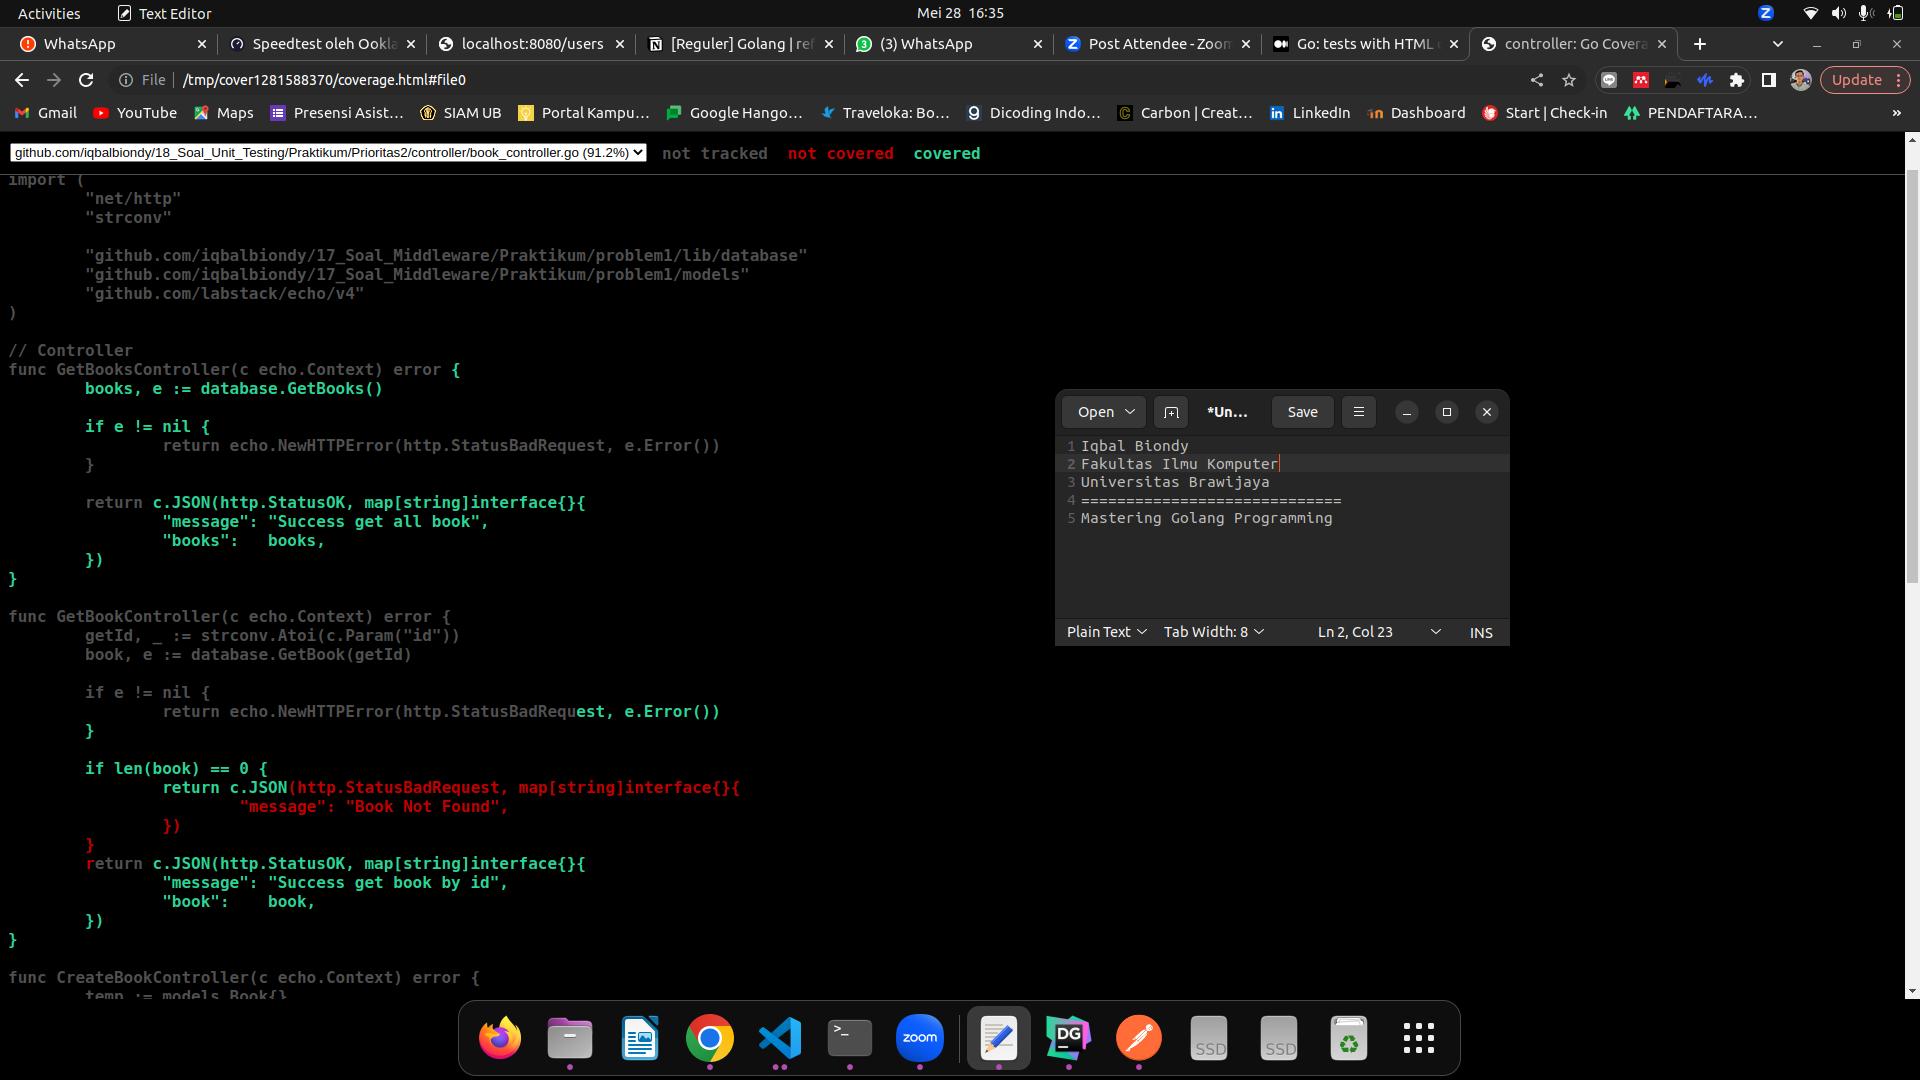 Activities
Text Editor
Mei 28 16:35
WhatsApp
Speedtest oleh Ookla
localhost:8080/users
[Reguler] Golang | ref
(3) WhatsApp
Post Attendee - Zoom
Go: tests with HTML
controller: Go Covera
File
/tmp/cover1281588370/coverage.html#file0
Update
Gmail
YouTube
Maps
Presensi Asist...
SIAM UB
Portal Kampu...
Google Hango...
Traveloka: Bo...
Dicoding Indo...
Carbon | Creat...
LinkedIn
Dashboard
Start | Check-in
PENDAFTARA...
»
github.com/iqbalbiondy/18_Soal_Unit_Testing/Praktikum/Prioritas2/controller/book_controller.go (91.2%)
not tracked not covered covered
import (
"net/http"
"strconv"
"github.com/iqbalbiondy/17_Soal_Middleware/Praktikum/problem1/lib/database"
"github.com/iqbalbiondy/17_Soal_Middleware/Praktikum/problem1/models"
"github.com/labstack/echo/v4"
)
// Controller
func GetBooksController(c echo.Context) error {
books, e := database.GetBooks()
if e != nil {
return echo.NewHTTPError(http.StatusBadRequest, e.Error())
}
return c.JSON(http.StatusOK, map[string]interface{}{
"message": "Success get all book",
"books":   books,
})
}
func GetBookController(c echo.Context) error {
getId, _ := strconv.Atoi(c.Param("id"))
book, e := database.GetBook(getId)
if e != nil {
return echo.NewHTTPError(http.StatusBadRequest, e.Error())
}
if len(book) == 0 {
return c.JSON(http.StatusBadRequest, map[string]interface{}{
"message": "Book Not Found",
})
}
return c.JSON(http.StatusOK, map[string]interface{}{
"message": "Success get book by id",
"book":    book,
})
}
func CreateBookController(c echo.Context) error {
temp := models.Book{}
Open
*Un...
Save
1 Iqbal Biondy
2 Fakultas Ilmu Komputer
3 Universitas Brawijaya
4 =============================
5 Mastering Golang Programming
Plain Text
Tab Width: 8
Ln 2, Col 23
INS
zoom
DG
SSD
SSD